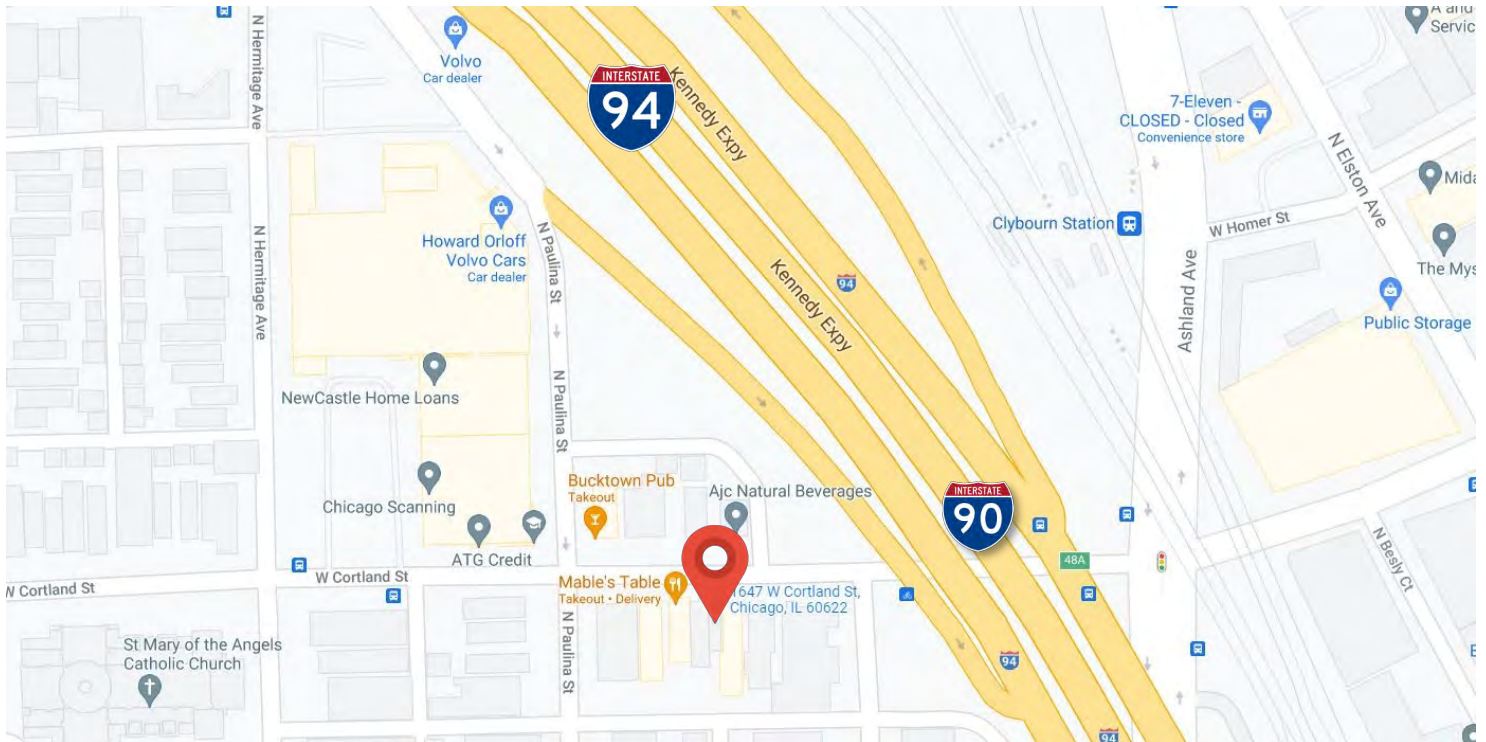 N Hermitage Ave
Volvo
Car dealer
INTERSTATE
94
Kennedy Expy
A and
Servic
7-Eleven -
CLOSED - Closed
Convenience store
N Elston Ave
Mida
Howard Orloff
Volvo Cars
Car dealer
N Hermitage Ave
N Paulina St
Clybourn Station
W Homer St
The Mys
Kennedy Expy
94
Ashland Ave
Public Storage
NewCastle Home Loans
N Paulina St
Bucktown Pub
Takeout
Ajc Natural Beverages
Chicago Scanning
INTERSTATE
90
ATG Credit
48A
N Besly Ct
W Cortland St
W Cortland St
Mable's Table
Takeout • Delivery
1647 W Cortland St,
Chicago, IL 60622
St Mary of the Angels
Catholic Church
N Paulina St
94
E
94